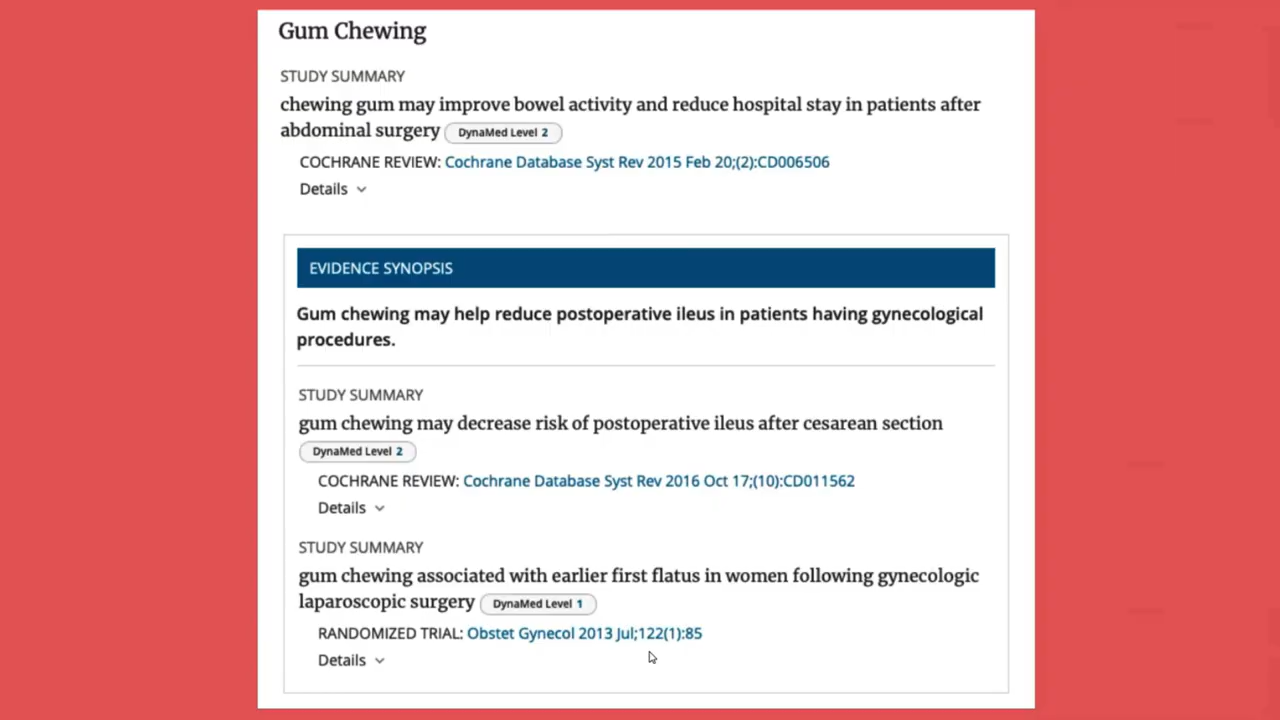 Gum Chewing
STUDY SUMMARY
chewing gum may improve bowel activity and reduce hospital stay in patients after
abdominal surgery DynaMed Level 2
COCHRANE REVIEW: Cochrane Database Syst Rev 2015 Feb 20;(2):CD006506
Details
EVIDENCE SYNOPSIS
Gum chewing may help reduce postoperative ileus in patients having gynecological
procedures.
STUDY SUMMARY
gum chewing may decrease risk of postoperative ileus after cesarean section
DynaMed Level 2
COCHRANE REVIEW: Cochrane Database Syst Rev 2016 Oct 17;(10):CD011562
Details
STUDY SUMMARY
gum chewing associated with earlier first flatus in women following gynecologic
laparoscopic surgery DynaMed Level 1
RANDOMIZED TRIAL: Obstet Gynecol 2013 Jul;122(1):85
Details